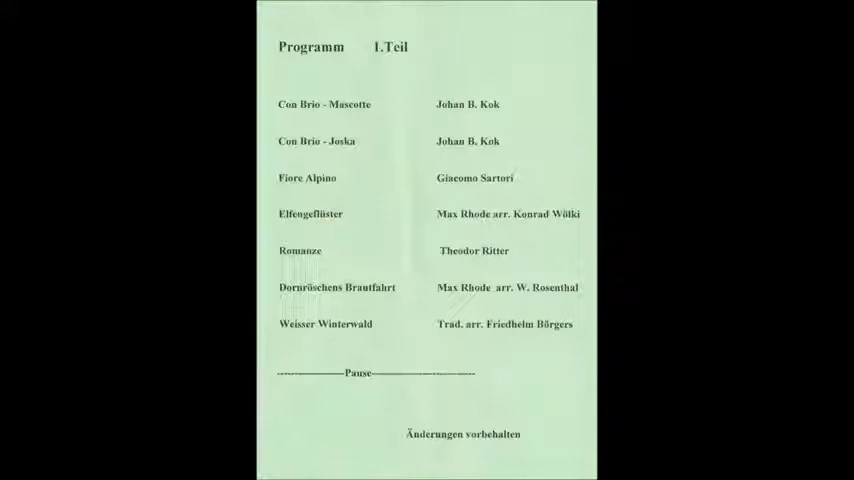 Programm 1.Teil
Con Brio - Mascotte Johan B. Kok
Con Brio - Joska Johan B. Kok
Fiore Alpino Giacomo Sartori
Elfengeflüster Max Rhode arr. Konrad Wölki
Romanze Theodor Ritter
Dornröschens Brautfahrt Max Rhode arr. W. Rosenthal
Weisser Winterwald Trad. arr. Friedhelm Börgers
--------------------Pause------------------------------
Änderungen vorbehalten